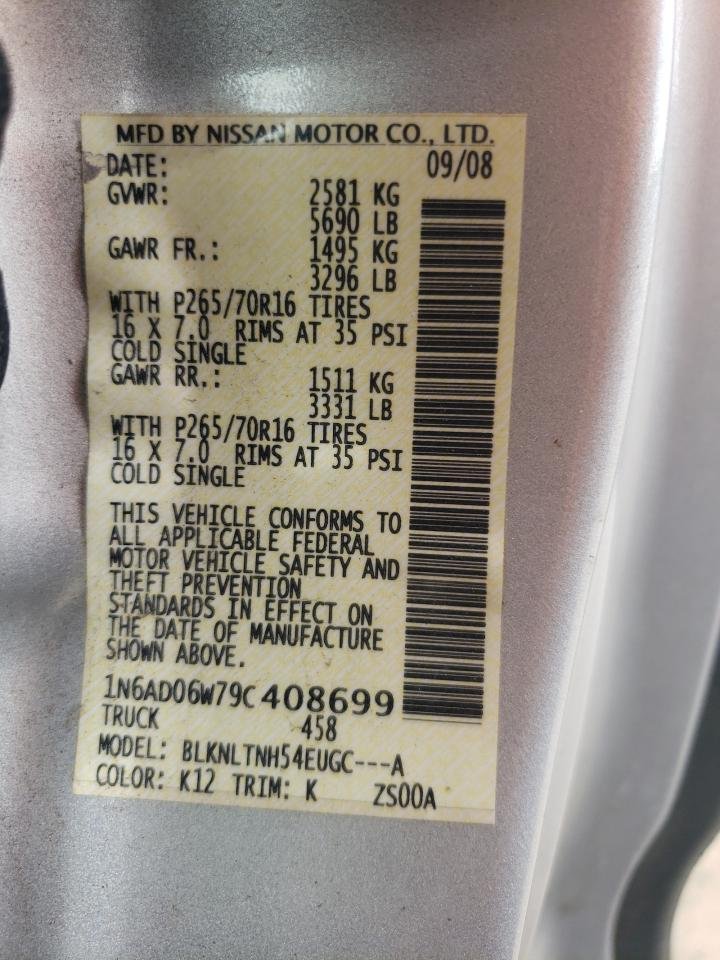 MFD BY NISSAN MOTOR CO., LTD.
DATE: 09/08
GVWR: 2581 KG
5690 LB
GAWR FR.: 1495 KG
3296 LB
WITH P265/70R16 TIRES
16 X 7.0 RIMS AT 35 PSI
COLD SINGLE
GAWR RR.: 1511 KG
3331 LB
WITH P265/70R16 TIRES
16 X 7.0 RIMS AT 35 PSI
COLD SINGLE
THIS VEHICLE CONFORMS TO
ALL APPLICABLE FEDERAL
MOTOR VEHICLE SAFETY AND
THEFT PREVENTION
STANDARDS IN EFFECT ON
THE DATE OF MANUFACTURE
SHOWN ABOVE.
1N6AD06W79C408699
TRUCK 458
MODEL: BLKNLTNH54EUGC---A
COLOR: K12 TRIM: K ZS00A